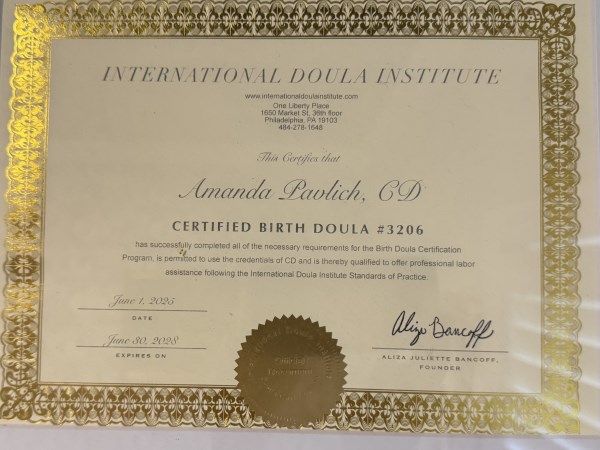 INTERNATIONAL DOULA INSTITUTE
www.internationaldoulainstitute.com
One Liberty Place
1650 Market St, 36th floor
Philadelphia, PA 19103
484-278-1648
This Certifies that
Amanda Pavlich, CD
CERTIFIED BIRTH DOULA #3206
has successfully completed all of the necessary requirements for the Birth Doula Certification
Program, is permitted to use the credentials of CD and is thereby qualified to offer professional labor
assistance following the International Doula Institute Standards of Practice.
June 1, 2025
DATE
June 30, 2028
EXPIRES ON
Alize Bancoff
ALIZA JULIETTE BANCOFF,
FOUNDER